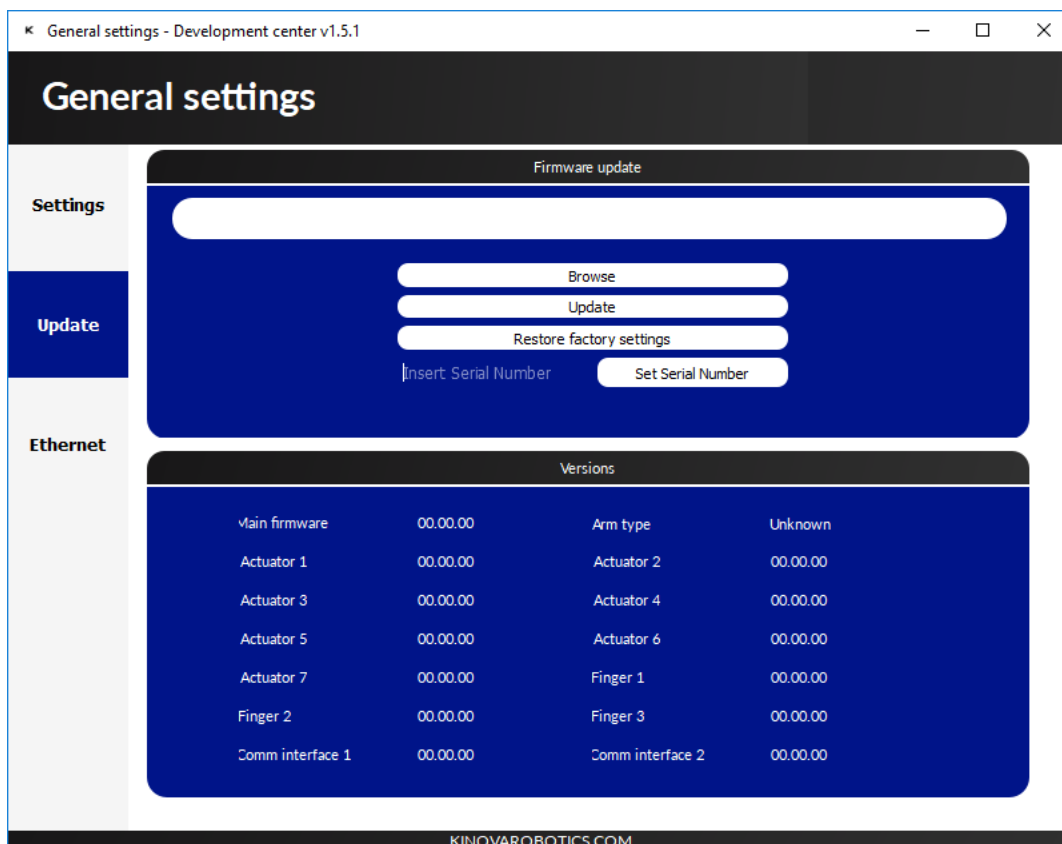 General settings - Development center v1.5.1
General settings
Settings
Update
Ethernet
Firmware update
Browse
Update
Restore factory settings
Insert Serial Number Set Serial Number
Versions
Main firmware 00.00.00 Arm type Unknown
Actuator 1 00.00.00 Actuator 2 00.00.00
Actuator 3 00.00.00 Actuator 4 00.00.00
Actuator 5 00.00.00 Actuator 6 00.00.00
Actuator 7 00.00.00 Finger 1 00.00.00
Finger 2 00.00.00 Finger 3 00.00.00
Comm interface 1 00.00.00 Comm interface 2 00.00.00
KINOVAROBOTICS.COM